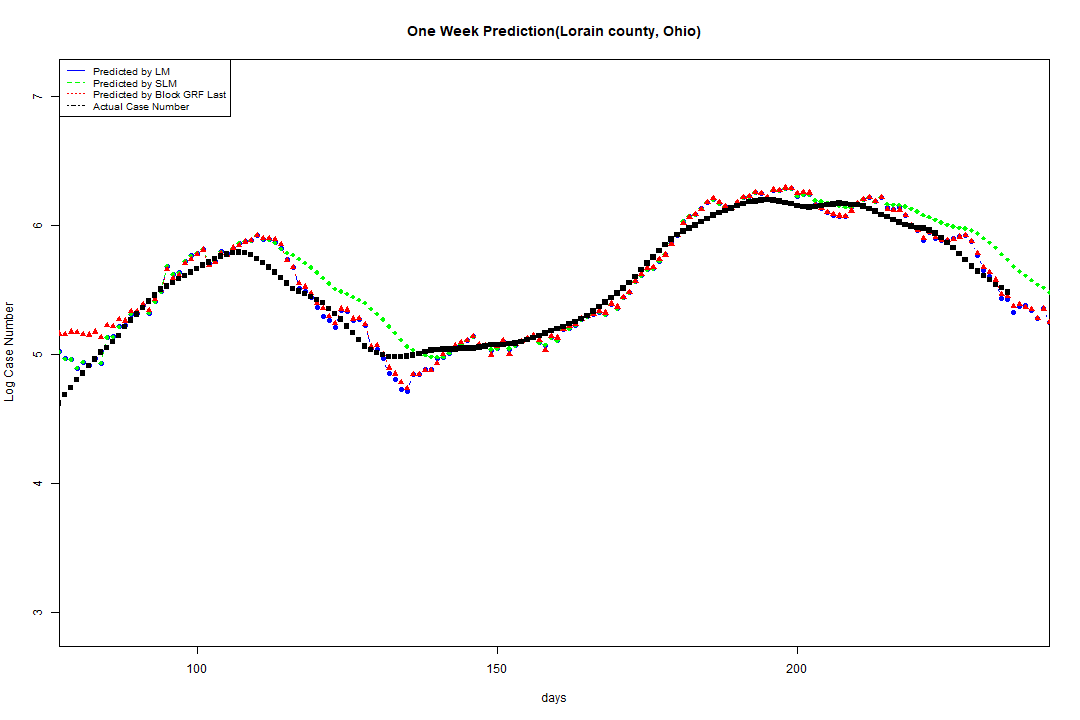 One Week Prediction(Lorain county, Ohio)
Predicted by LM
Predicted by SLM
Predicted by Block GRF Last
Actual Case Number
7
6
5
4
3
Log Case Number
100 150 200
days